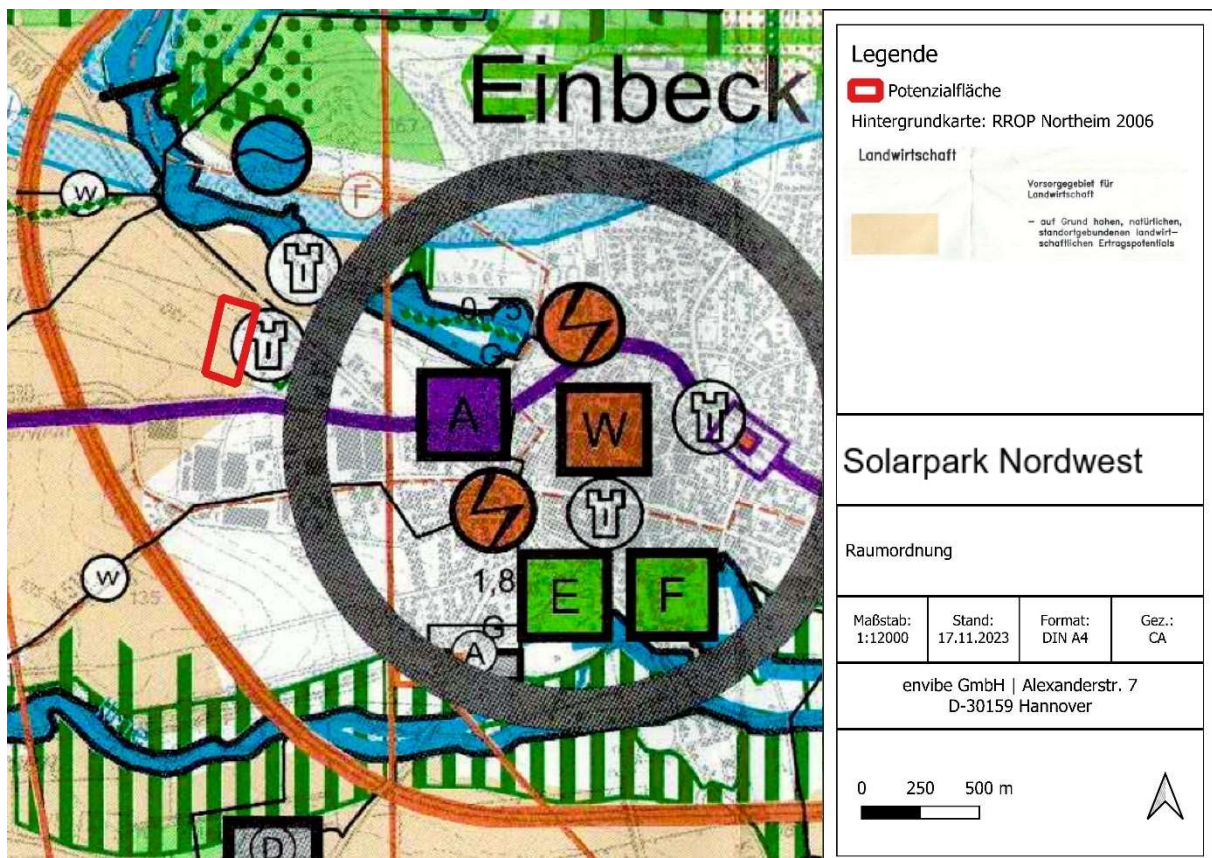 Einbeck
167
W
F
0,75
G
A
W
1,8
E
F
G
W
135
A
D
Legende
Potenzialfläche
Hintergrundkarte: RROP Northeim 2006
Landwirtschaft
Vorsorgegebiet für
Landwirtschaft
- auf Grund hohen, natürlichen,
standortgebundenen landwirt-
schaftlichen Ertragspotentials
Solarpark Nordwest
Raumordnung
Maßstab:
1:12000
Stand:
17.11.2023
Format:
DIN A4
Gez.:
CA
envibe GmbH | Alexanderstr. 7
D-30159 Hannover
0 250 500 m